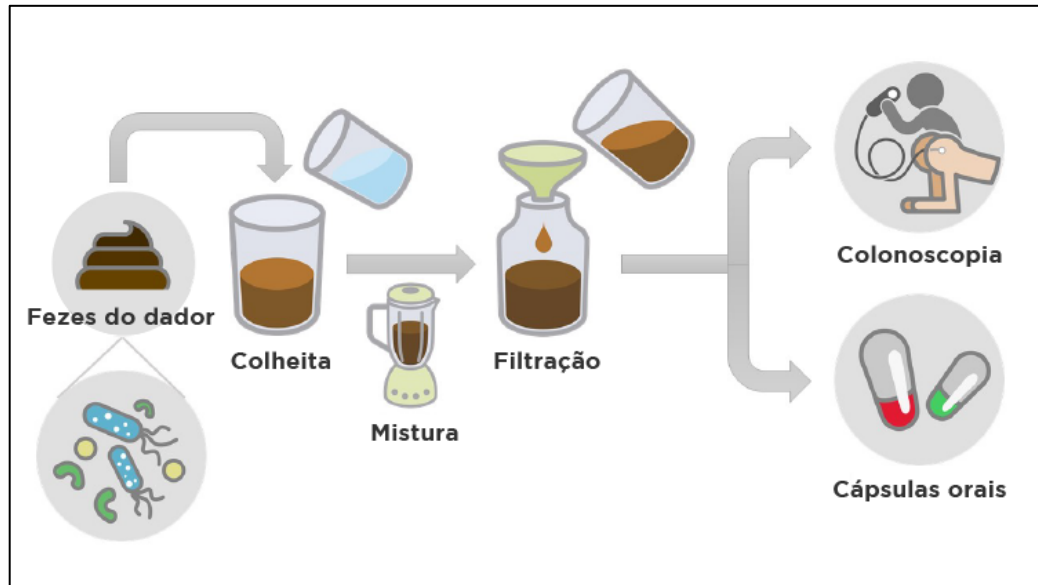 Fezes do dador
Colheita
Mistura
Filtração
Colonoscopia
Cápsulas orais